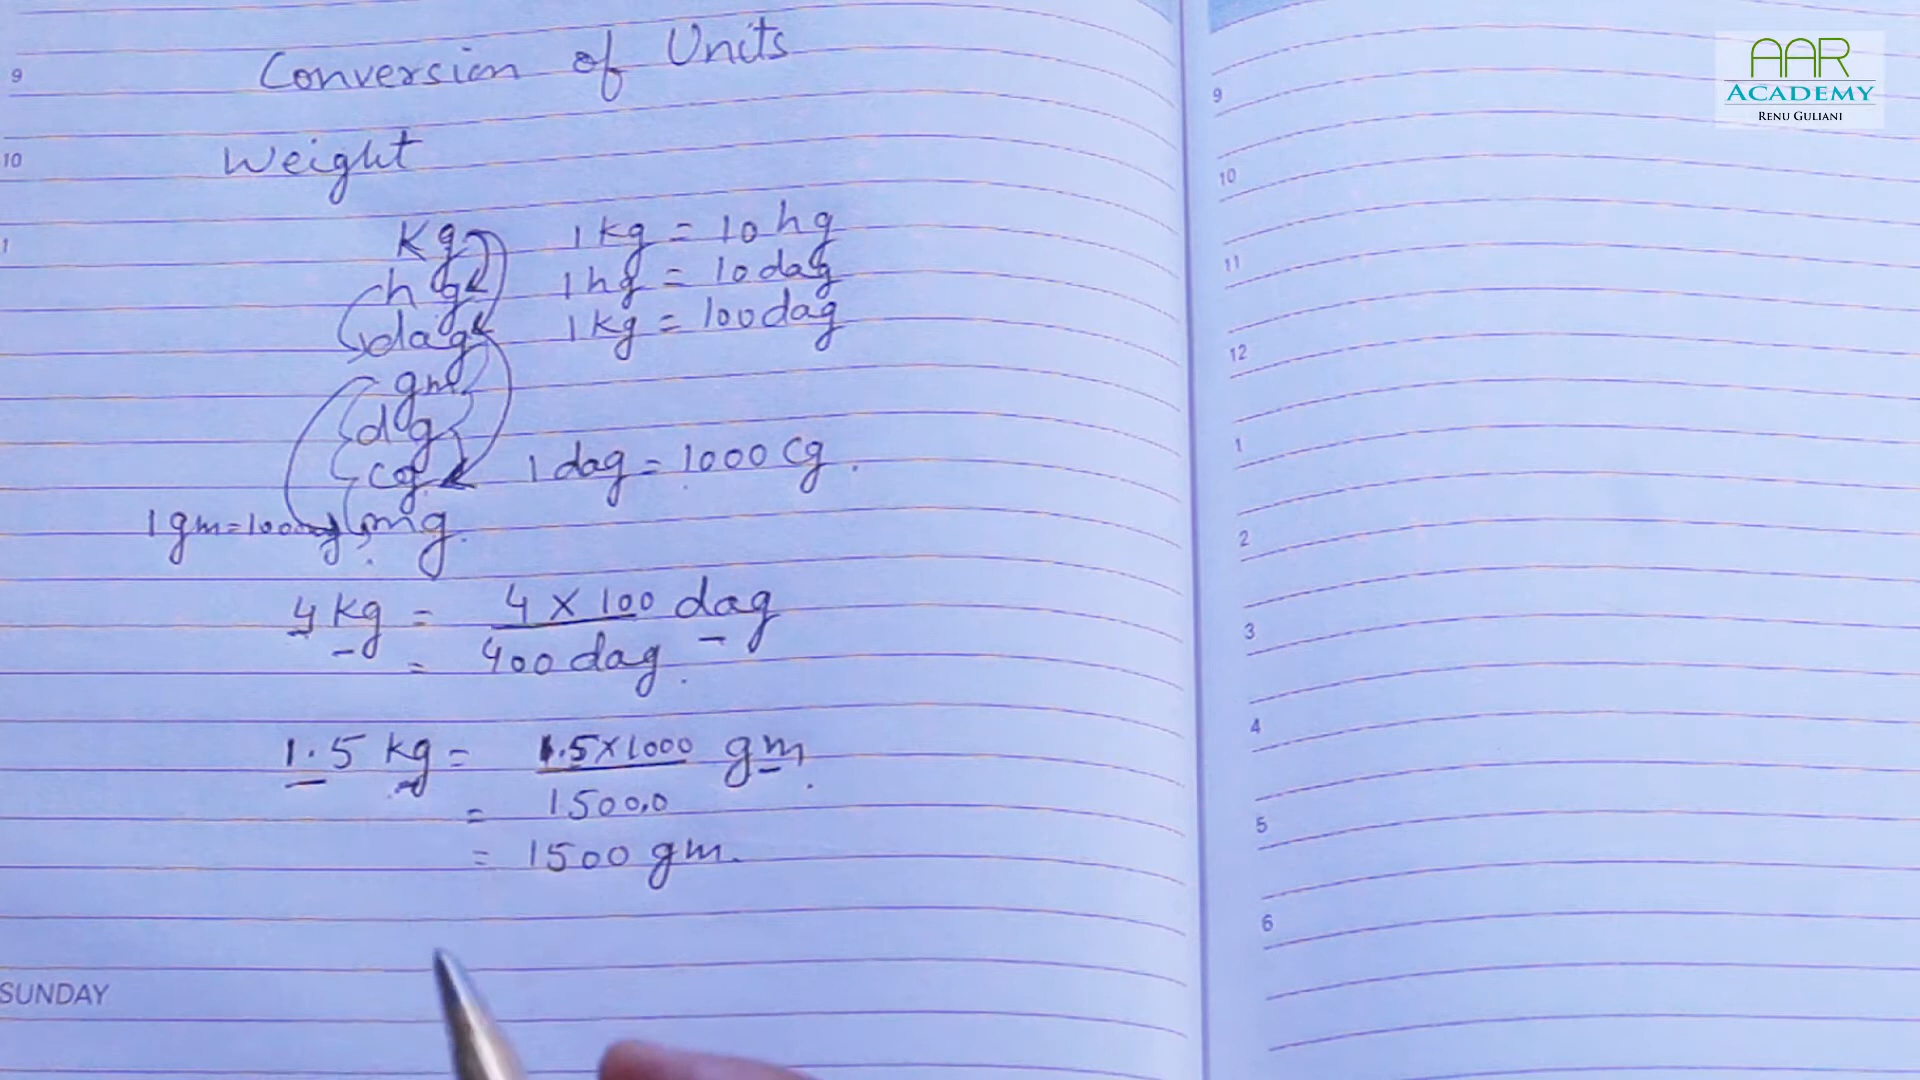 Conversion of Units
Weight
Kg
hg
dag
gm
dg
cg
mg.
1 kg = 10 hg
1 hg = 10 dag
1 kg = 100 dag
1 dag = 1000 cg.
1 gm = 1000 mg
4 kg = 4 x 100 dag
= 400 dag.
1.5 kg = 1.5 x 1000 gm.
= 1500.0
= 1500 gm.
9
10
1
SUNDAY
9
10
11
12
1
2
3
4
5
6
AAR
ACADEMY
RENU GULIANI